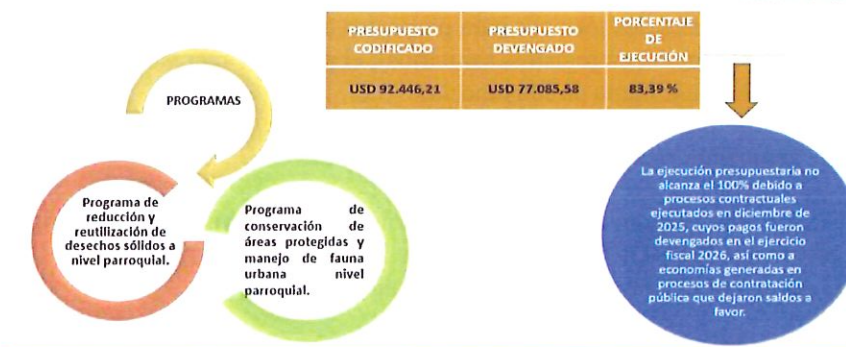 PRESUPUESTO
CODIFICADO
PRESUPUESTO
DEVENGADO
PORCENTAJE
DE
EJECUCIÓN
USD 92.446,21
USD 77.085,58
83,39 %
PROGRAMAS
Programa de
reducción y
reutilización de
desechos sólidos a
nivel parroquial.
Programa de
conservación de
áreas protegidas y
manejo de fauna
urbana nivel
parroquial.
La ejecución presupuestaria no
alcanza el 100% debido a
procesos contractuales
ejecutados en diciembre de
2025, cuyos pagos fueron
devengados en el ejercicio
fiscal 2026, así como a
economías generadas en
procesos de contratación
pública que dejaron saldos a
favor.